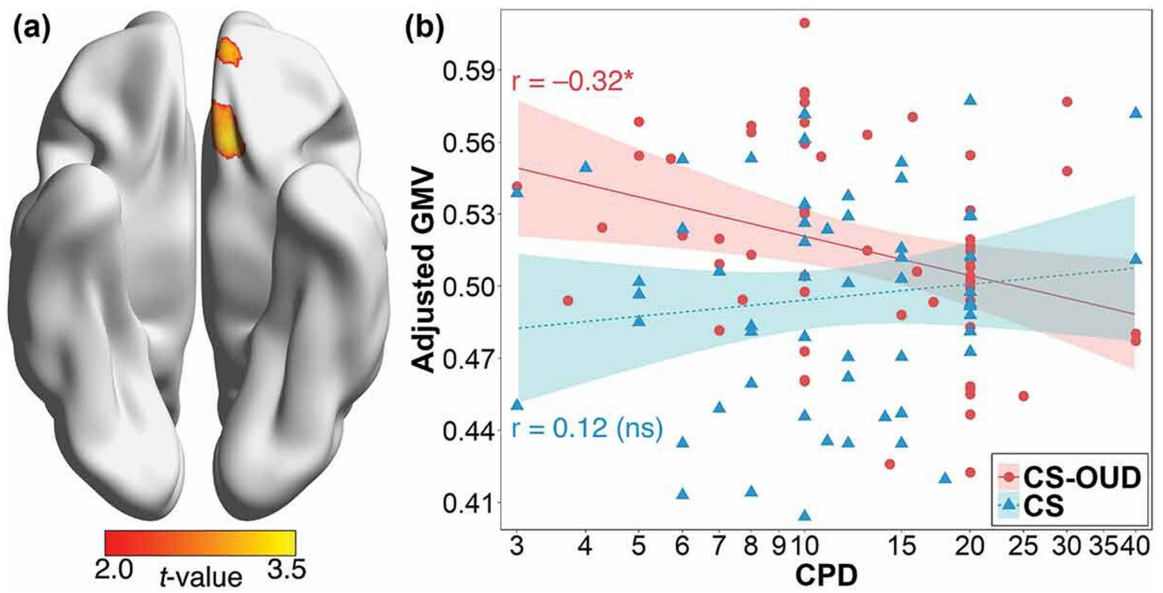 (a)
2.0 t-value 3.5
(b)
Adjusted GMV
0.59
0.56
0.53
0.50
0.47
0.44
0.41
r = –0.32*
r = 0.12 (ns)
CS-OUD
CS
3 4 5 6 7 8 9 10 15 20 25 30 35 40
CPD